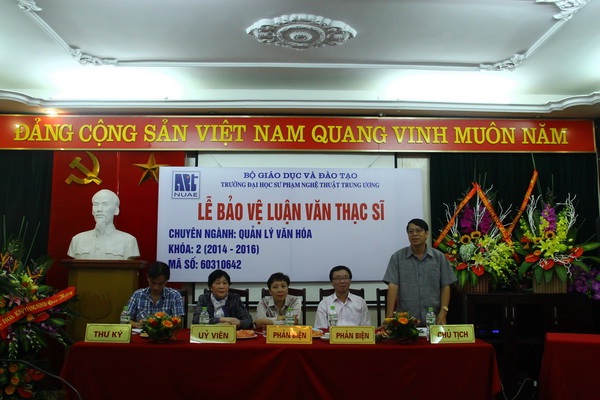 ĐẢNG CỘNG SẢN VIỆT NAM QUANG VINH MUÔN NĂM
ART
NUAE
BỘ GIÁO DỤC VÀ ĐÀO TẠO
TRƯỜNG ĐẠI HỌC SƯ PHẠM NGHỆ THUẬT TRUNG ƯƠNG
LỄ BẢO VỆ LUẬN VĂN THẠC SĨ
CHUYÊN NGÀNH: QUẢN LÝ VĂN HÓA
KHÓA: 2 (2014 - 2016)
MÃ SỐ: 60310642
THƯ KÝ
UỶ VIÊN
PHẢN BIỆN
PHẢN BIỆN
CHỦ TỊCH